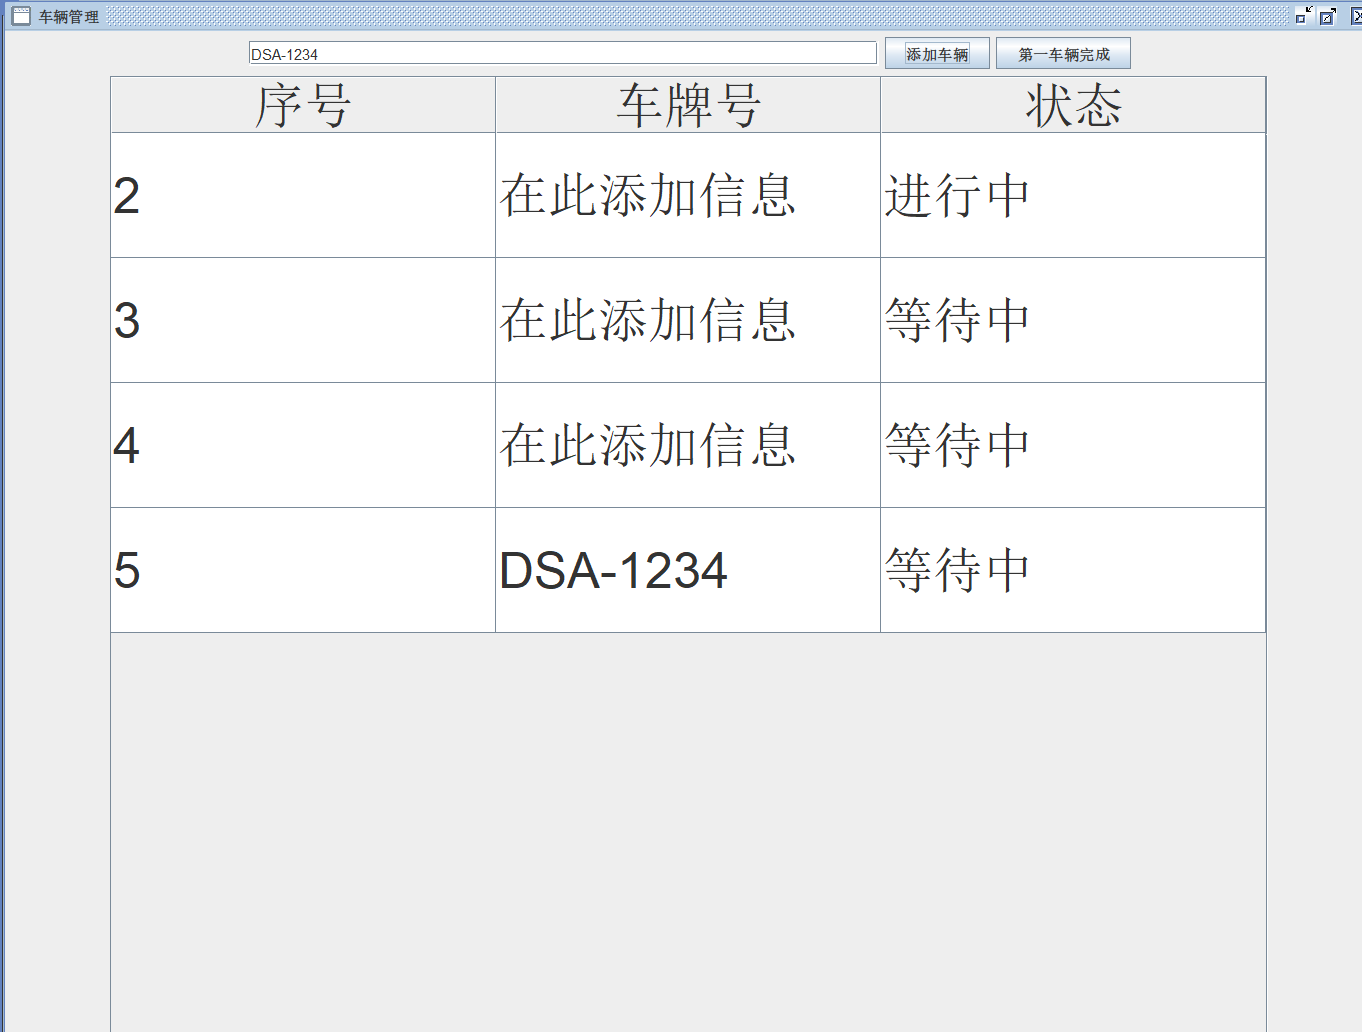 车辆管理
DSA-1234 添加车辆 第一车辆完成
序号 车牌号 状态
2 在此添加信息 进行中
3 在此添加信息 等待中
4 在此添加信息 等待中
5 DSA-1234 等待中